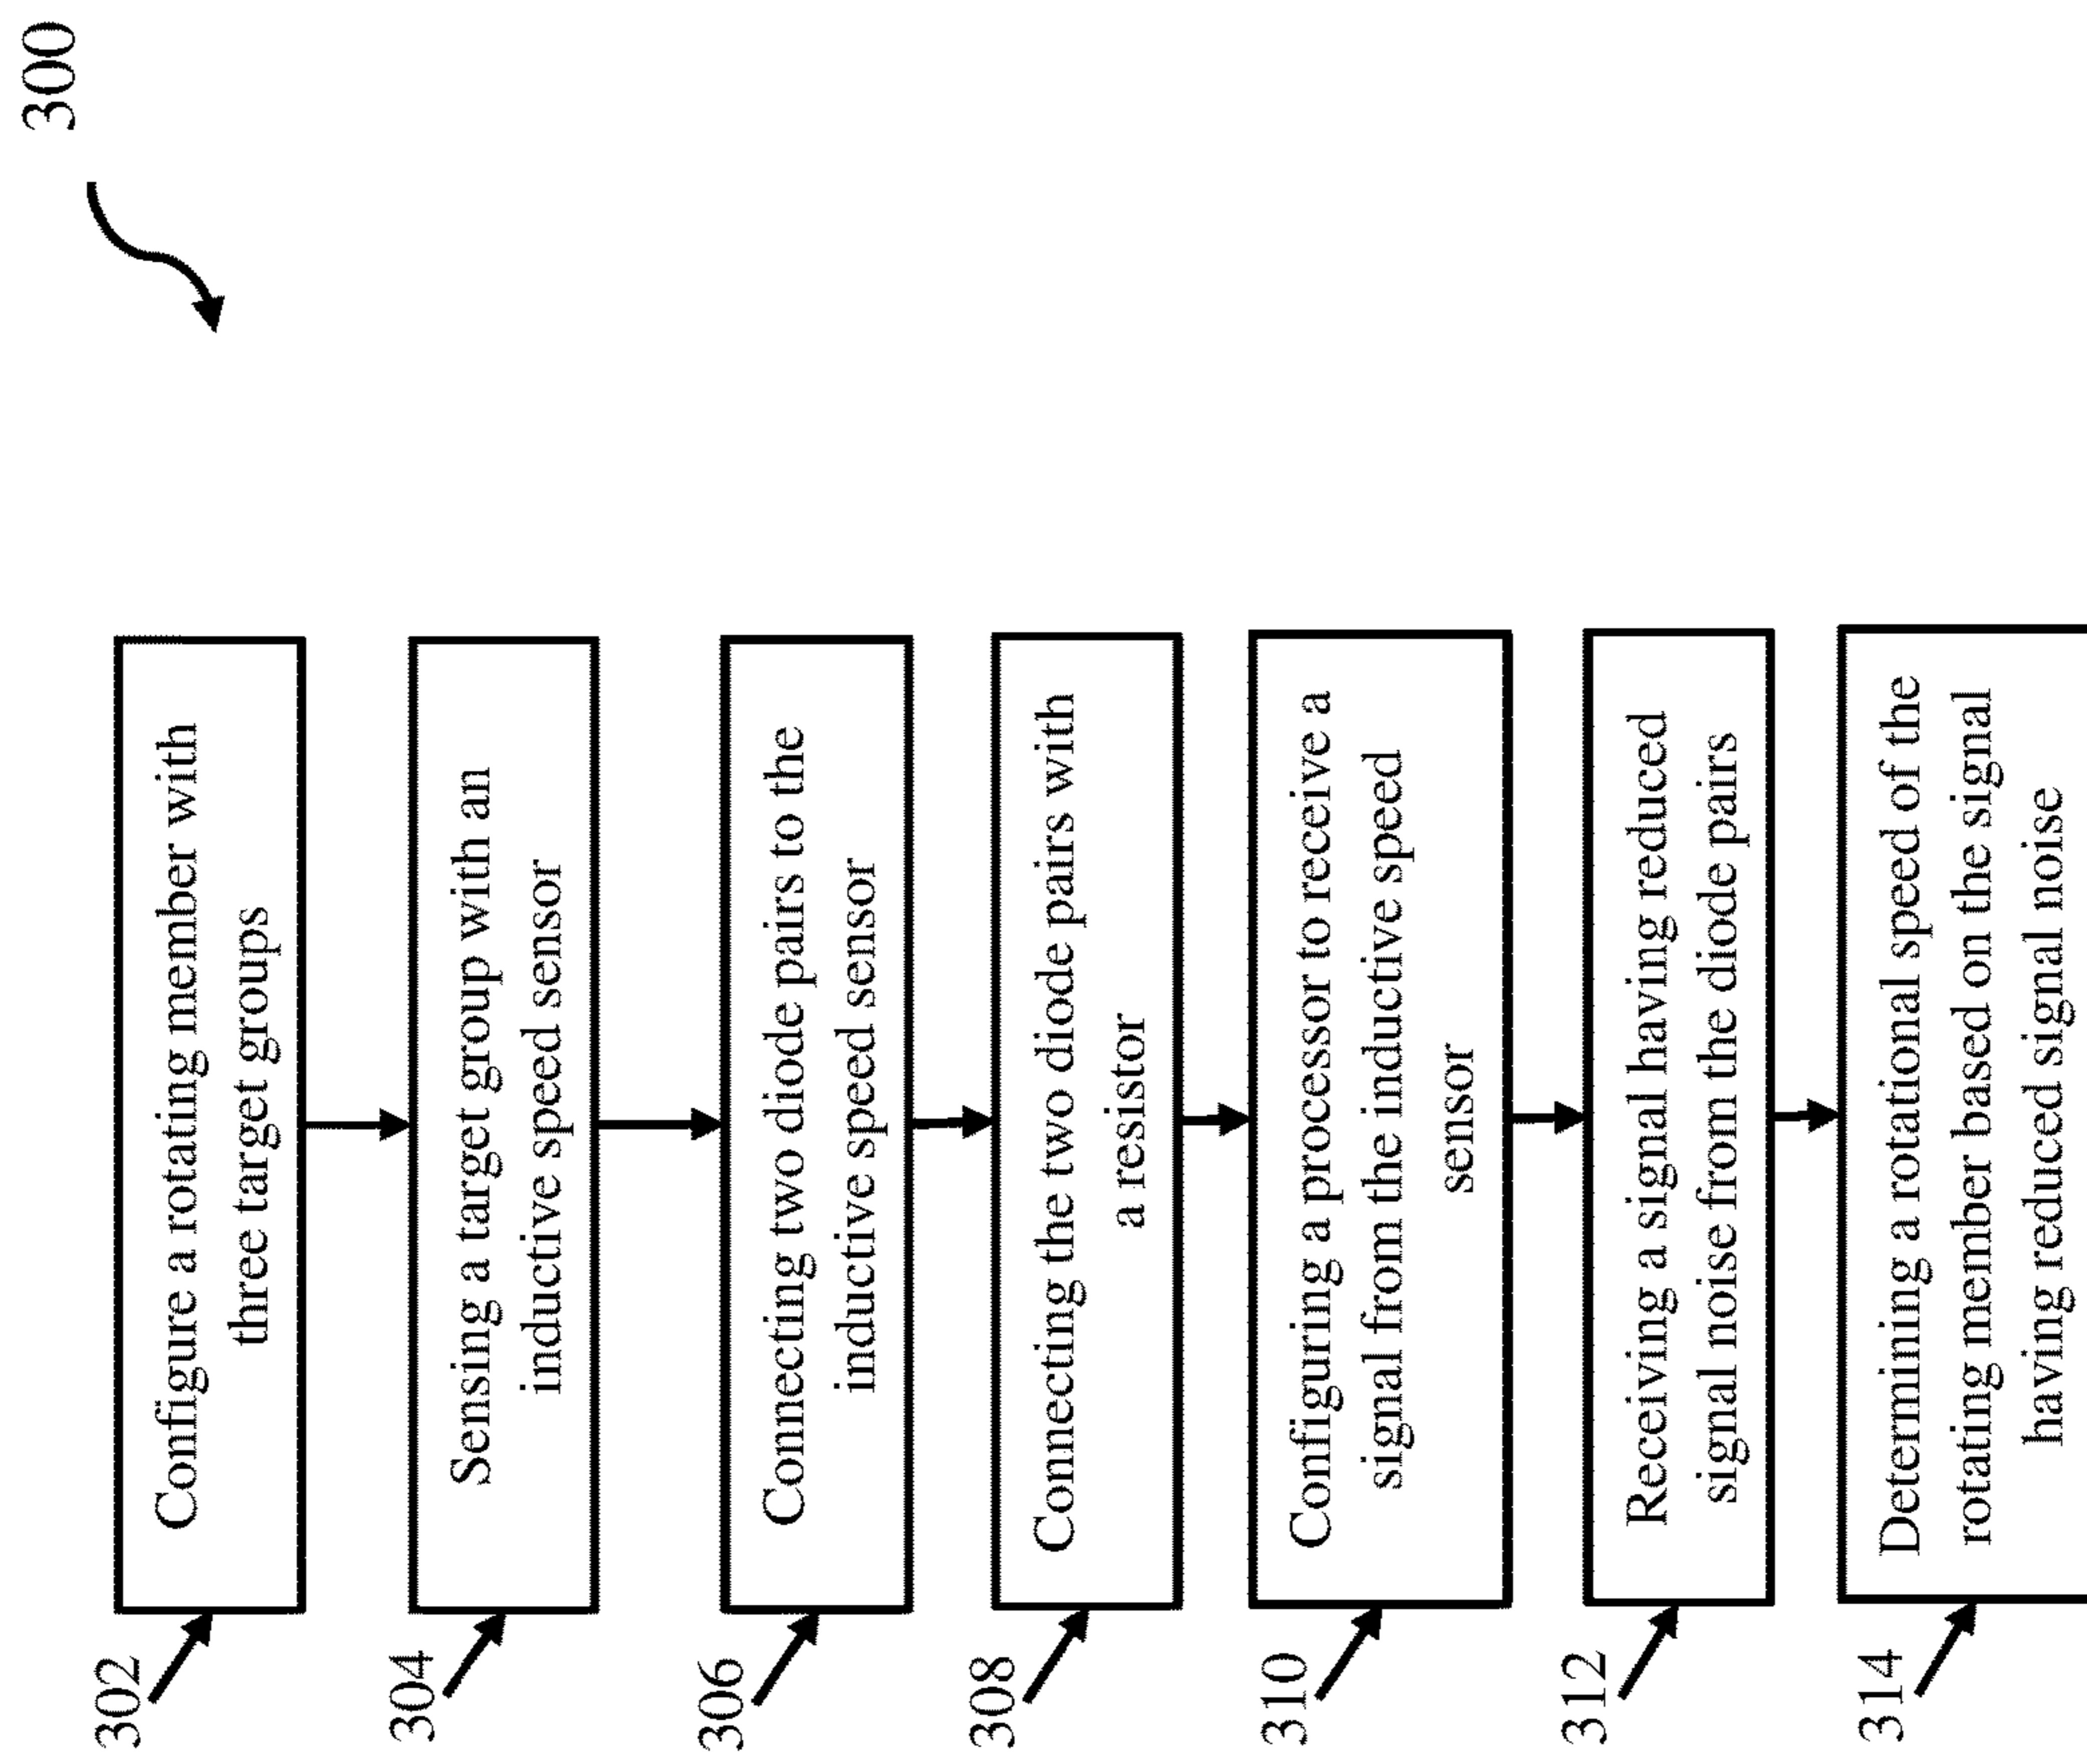 300
302
Configure a rotating member with
three target groups
304
Sensing a target group with an
inductive speed sensor
306
Connecting two diode pairs to the
inductive speed sensor
308
Connecting the two diode pairs with
a resistor
310
Configuring a processor to receive a
signal from the inductive speed
sensor
312
Receiving a signal having reduced
signal noise from the diode pairs
314
Determining a rotational speed of the
rotating member based on the signal
having reduced signal noise